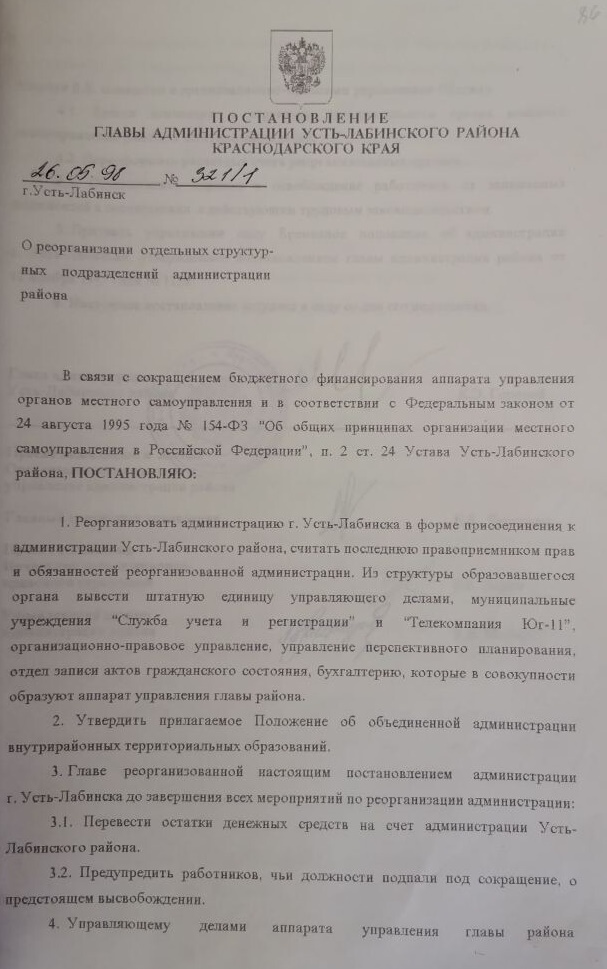 86
ПОСТАНОВЛЕНИЕ
ГЛАВЫ АДМИНИСТРАЦИИ УСТЬ-ЛАБИНСКОГО РАЙОНА
КРАСНОДАРСКОГО КРАЯ
26.05.98 № 321/1
г.Усть-Лабинск
О реорганизации отдельных структур-
ных подразделений администрации
района
В связи с сокращением бюджетного финансирования аппарата управления
органов местного самоуправления и в соответствии с Федеральным законом от
24 августа 1995 года № 154-ФЗ "Об общих принципах организации местного
самоуправления в Российской Федерации", п. 2 ст. 24 Устава Усть-Лабинского
района, ПОСТАНОВЛЯЮ:
1. Реорганизовать администрацию г. Усть-Лабинска в форме присоединения к
администрации Усть-Лабинского района, считать последнюю правоприемником прав
и обязанностей реорганизованной администрации. Из структуры образовавшегося
органа вывести штатную единицу управляющего делами, муниципальные
учреждения "Служба учета и регистрации" и "Телекомпания Юг-11",
организационно-правовое управление, управление перспективного планирования,
отдел записи актов гражданского состояния, бухгалтерию, которые в совокупности
образуют аппарат управления главы района.
2. Утвердить прилагаемое Положение об объединенной администрации
внутрирайонных территориальных образований.
3. Главе реорганизованной настоящим постановлением администрации
г. Усть-Лабинска до завершения всех мероприятий по реорганизации администрации:
3.1. Перевести остатки денежных средств на счет администрации Усть-
Лабинского района.
3.2. Предупредить работников, чьи должности подпали под сокращение, о
предстоящем высвобождении.
4. Управляющему делами аппарата управления главы района